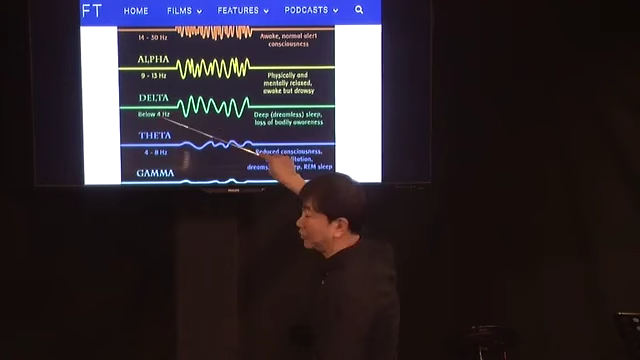 FT HOME FILMS FEATURES PODCASTS
14 - 30 Hz
Awake, normal alert
consciousness
ALPHA
9 - 13 Hz
Physically and
mentally relaxed,
awake but drowsy
DELTA
Below 4 Hz
Deep (dreamless) sleep,
loss of bodily awareness
THETA
4 - 8 Hz
Reduced consciousness,
dreams, REM sleep
GAMMA
PHILIPS